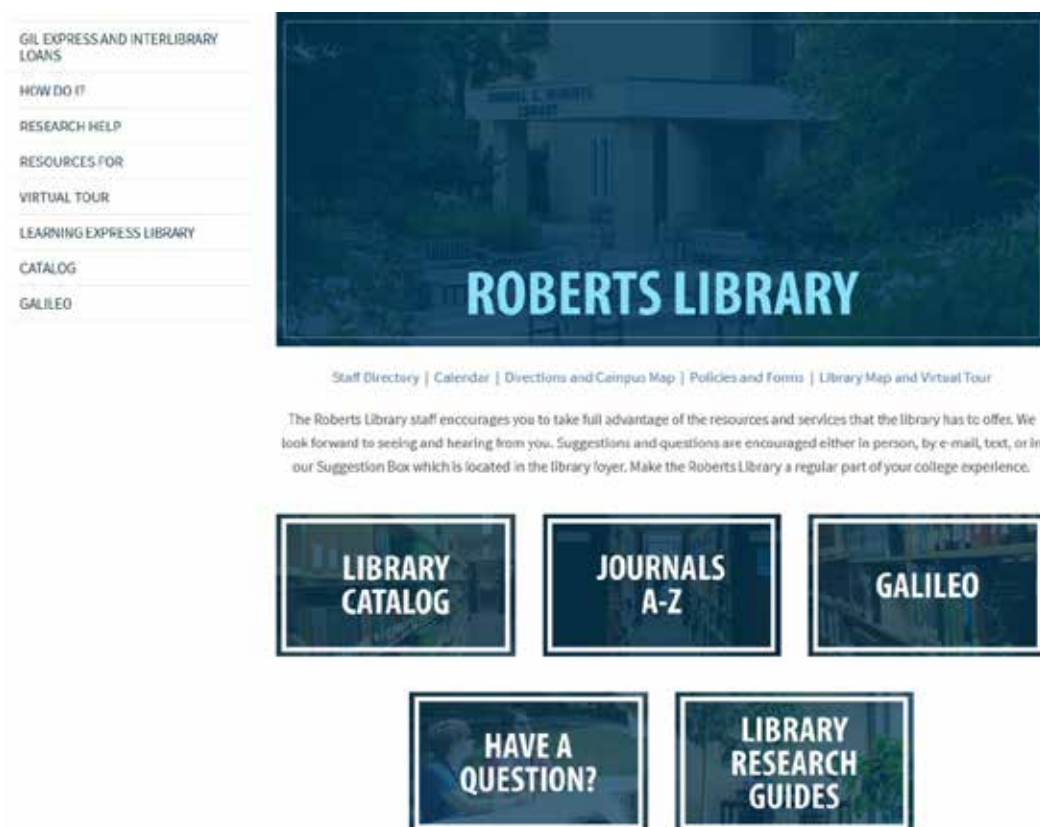 GIL EXPRESS AND INTERLIBRARY
LOANS
HOW DO I?
RESEARCH HELP
RESOURCES FOR
VIRTUAL TOUR
LEARNING EXPRESS LIBRARY
CATALOG
GALILEO
LIBRARY
ROBERTS LIBRARY
Staff Directory | Calendar | Directions and Campus Map | Policies and Forms | Library Map and Virtual Tour
The Roberts Library staff encourages you to take full advantage of the resources and services that the library has to offer. We
look forward to seeing and hearing from you. Suggestions and questions are encouraged either in person, by e-mail, text, or in
our Suggestion Box which is located in the library foyer. Make the Roberts Library a regular part of your college experience.
LIBRARY
CATALOG
JOURNALS
A-Z
GALILEO
HAVE A
QUESTION?
LIBRARY
RESEARCH
GUIDES